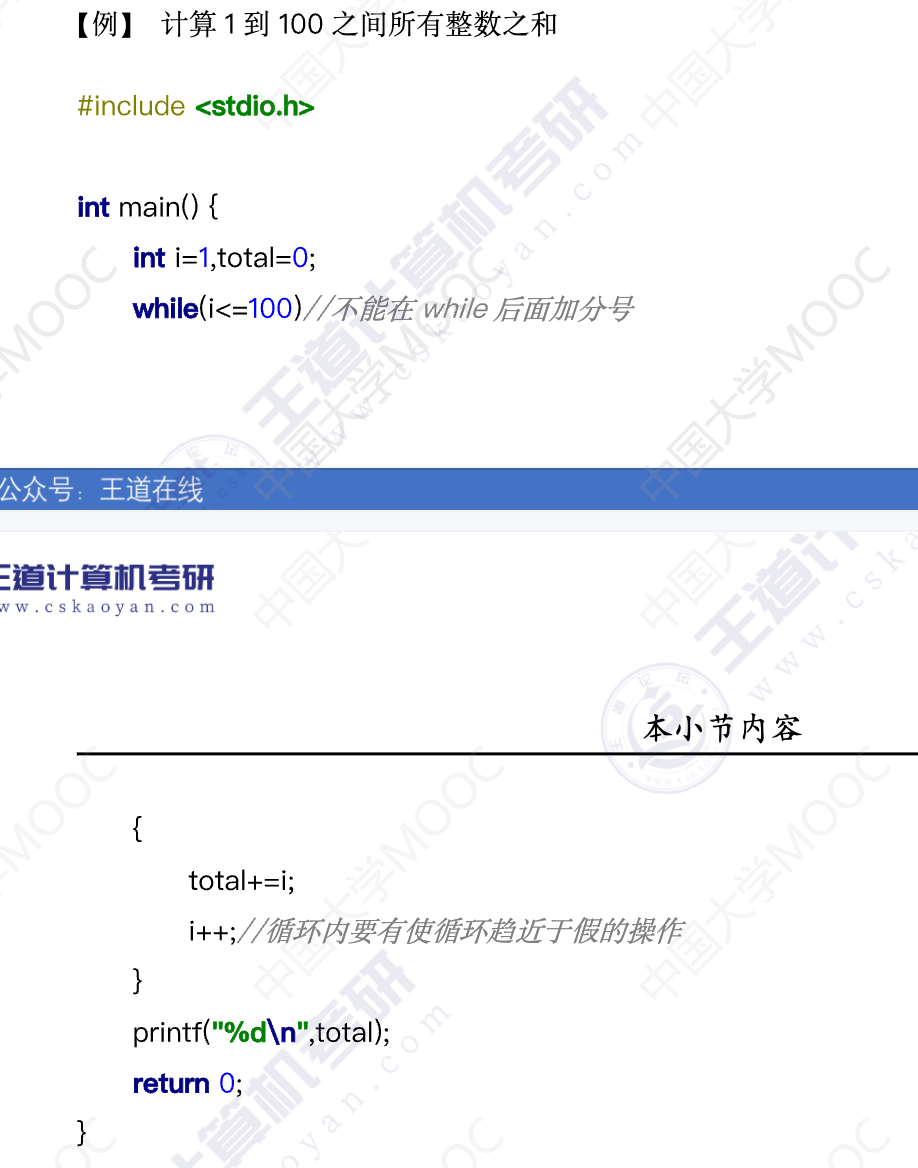 【例】 计算 1 到 100 之间所有整数之和
#include <stdio.h>
int main() {
int i=1,total=0;
while(i<=100)//不能在 while 后面加分号
公众号：王道在线
王道计算机考研
ww.cskaoyan.com
本小节内容
{
total+=i;
i++;//循环内要有使循环趋近于假的操作
}
printf("%d\n",total);
return 0;
}